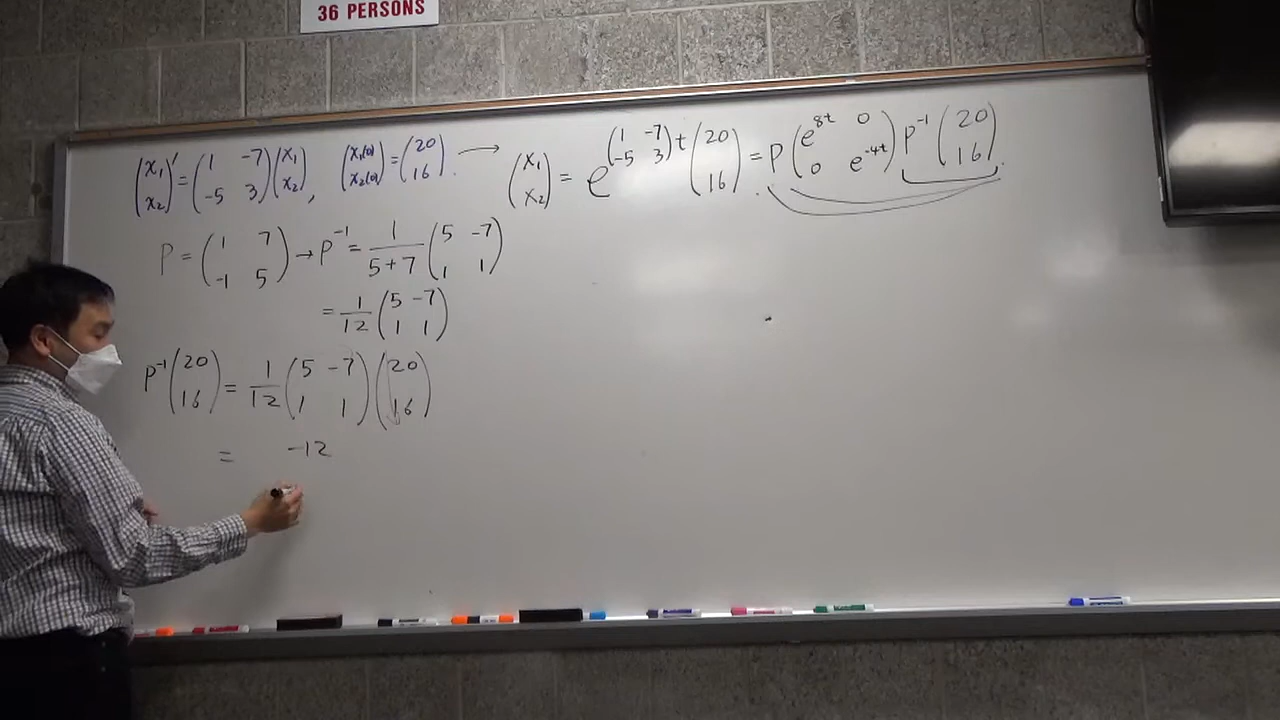 36 PERSONS
(x₁ x₂)' = (1 -7 -5 3)(x₁ x₂), (x₁(0) x₂(0)) = (20 16). → (x₁ x₂) = e^(1 -7 -5 3)t (20 16) = P(e^8t 0 0 e^-4t) P⁻¹ (20 16).
P = (1 7 -1 5) → P⁻¹ = 1/(5+7) (5 -7 1 1)
= 1/12 (5 -7 1 1)
P⁻¹(20 16) = 1/12 (5 -7 1 1)(20 16)
= -12